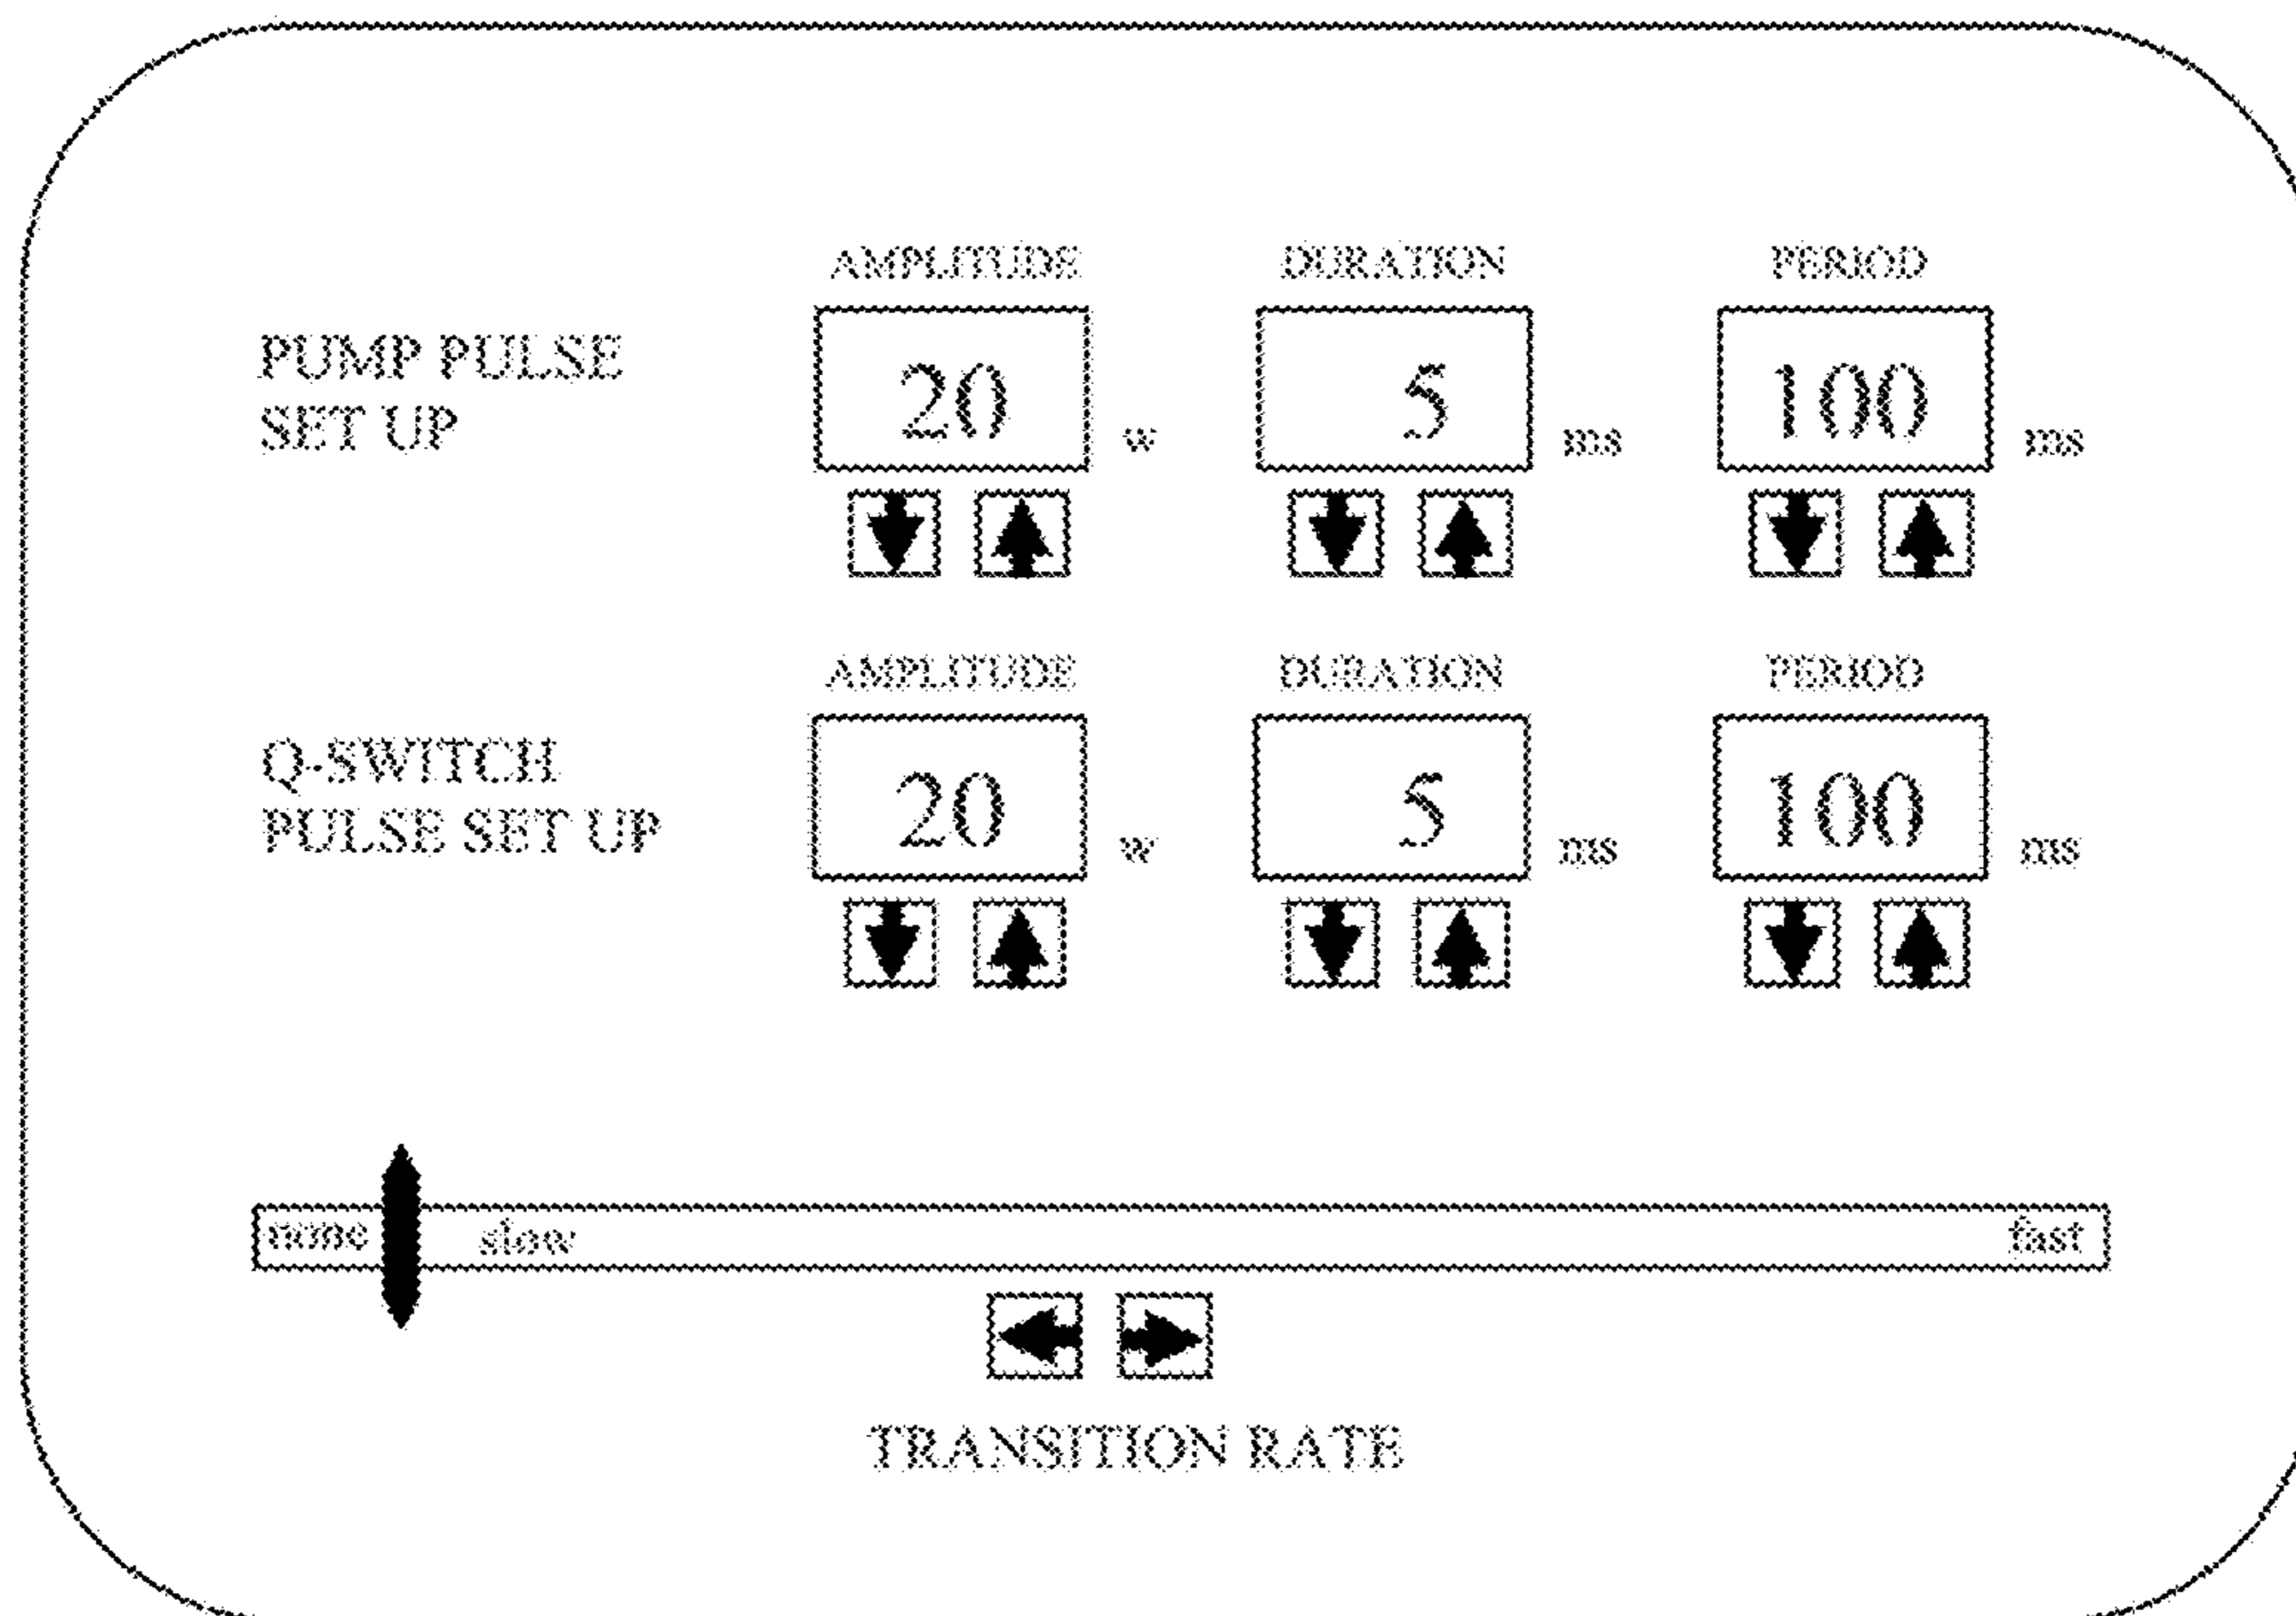 AMPLITUDE DURATION PERIOD
PUMP PULSE
SET UP
20 w 5 ms 100 ms
AMPLITUDE DURATION PERIOD
Q-SWITCH
PULSE SET UP
20 w 5 ms 100 ms
none slow fast
TRANSITION RATE